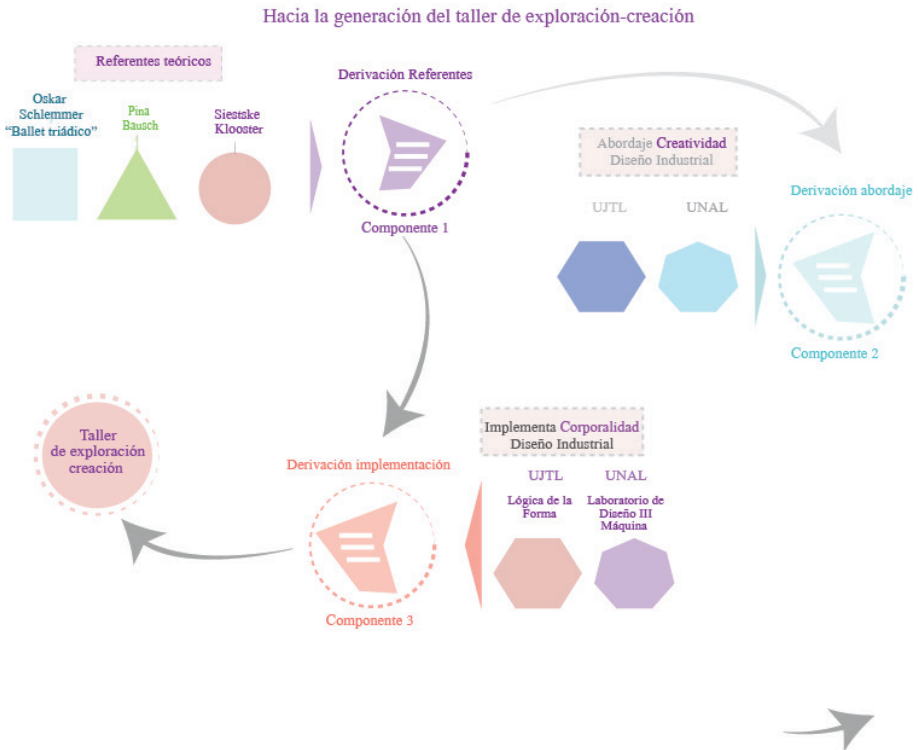 Hacia la generación del taller de exploración-creación
Referentes teóricos
Oskar
Schlemmer
“Ballet triádico”
Pina
Bausch
Siestske
Klooster
Derivación Referentes
Componente 1
Abordaje Creatividad
Diseño Industrial
UJTL
UNAL
Derivación abordaje
Componente 2
Implementa Corporalidad
Diseño Industrial
UJTL
UNAL
Lógica de la
Forma
Laboratorio de
Diseño III
Máquina
Derivación implementación
Componente 3
Taller
de exploración
creación